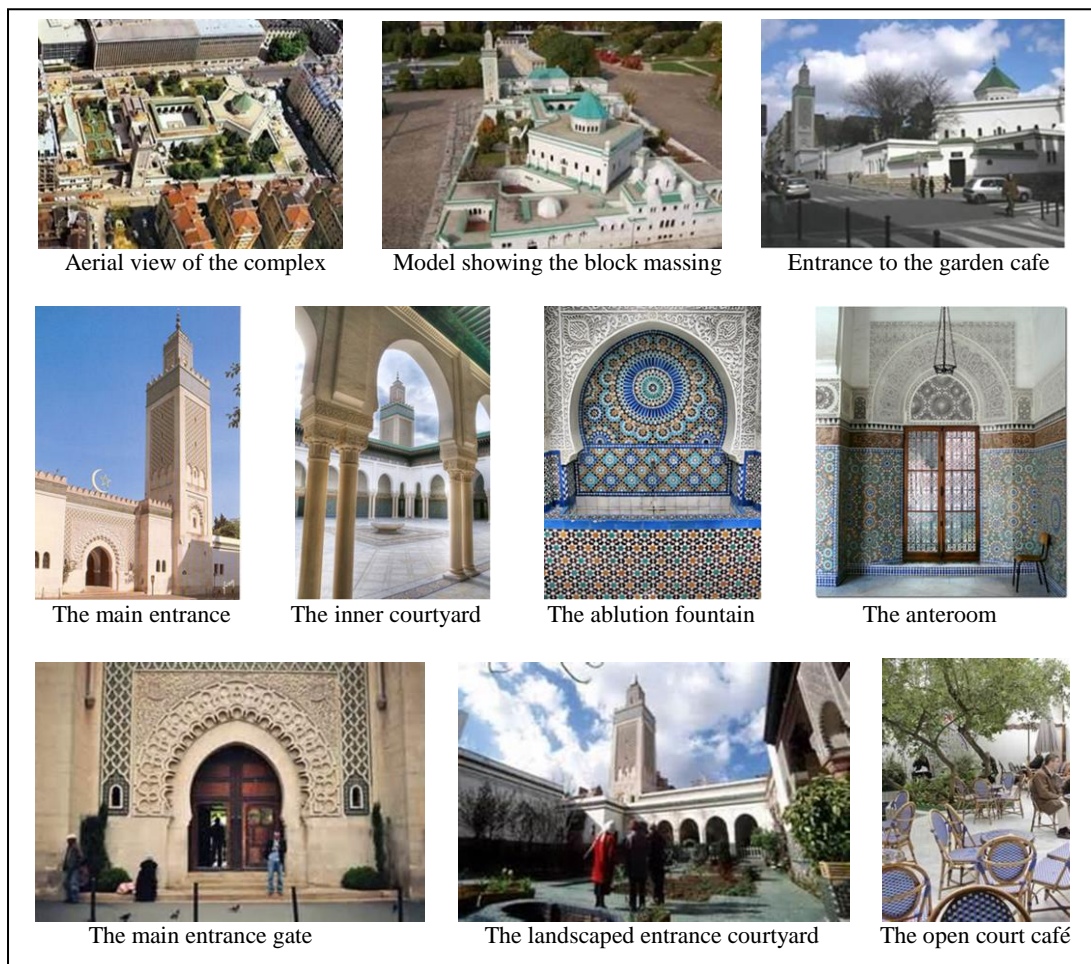 Aerial view of the complex
Model showing the block massing
Entrance to the garden cafe
The main entrance
The inner courtyard
The ablution fountain
The anteroom
The main entrance gate
The landscaped entrance courtyard
The open court café